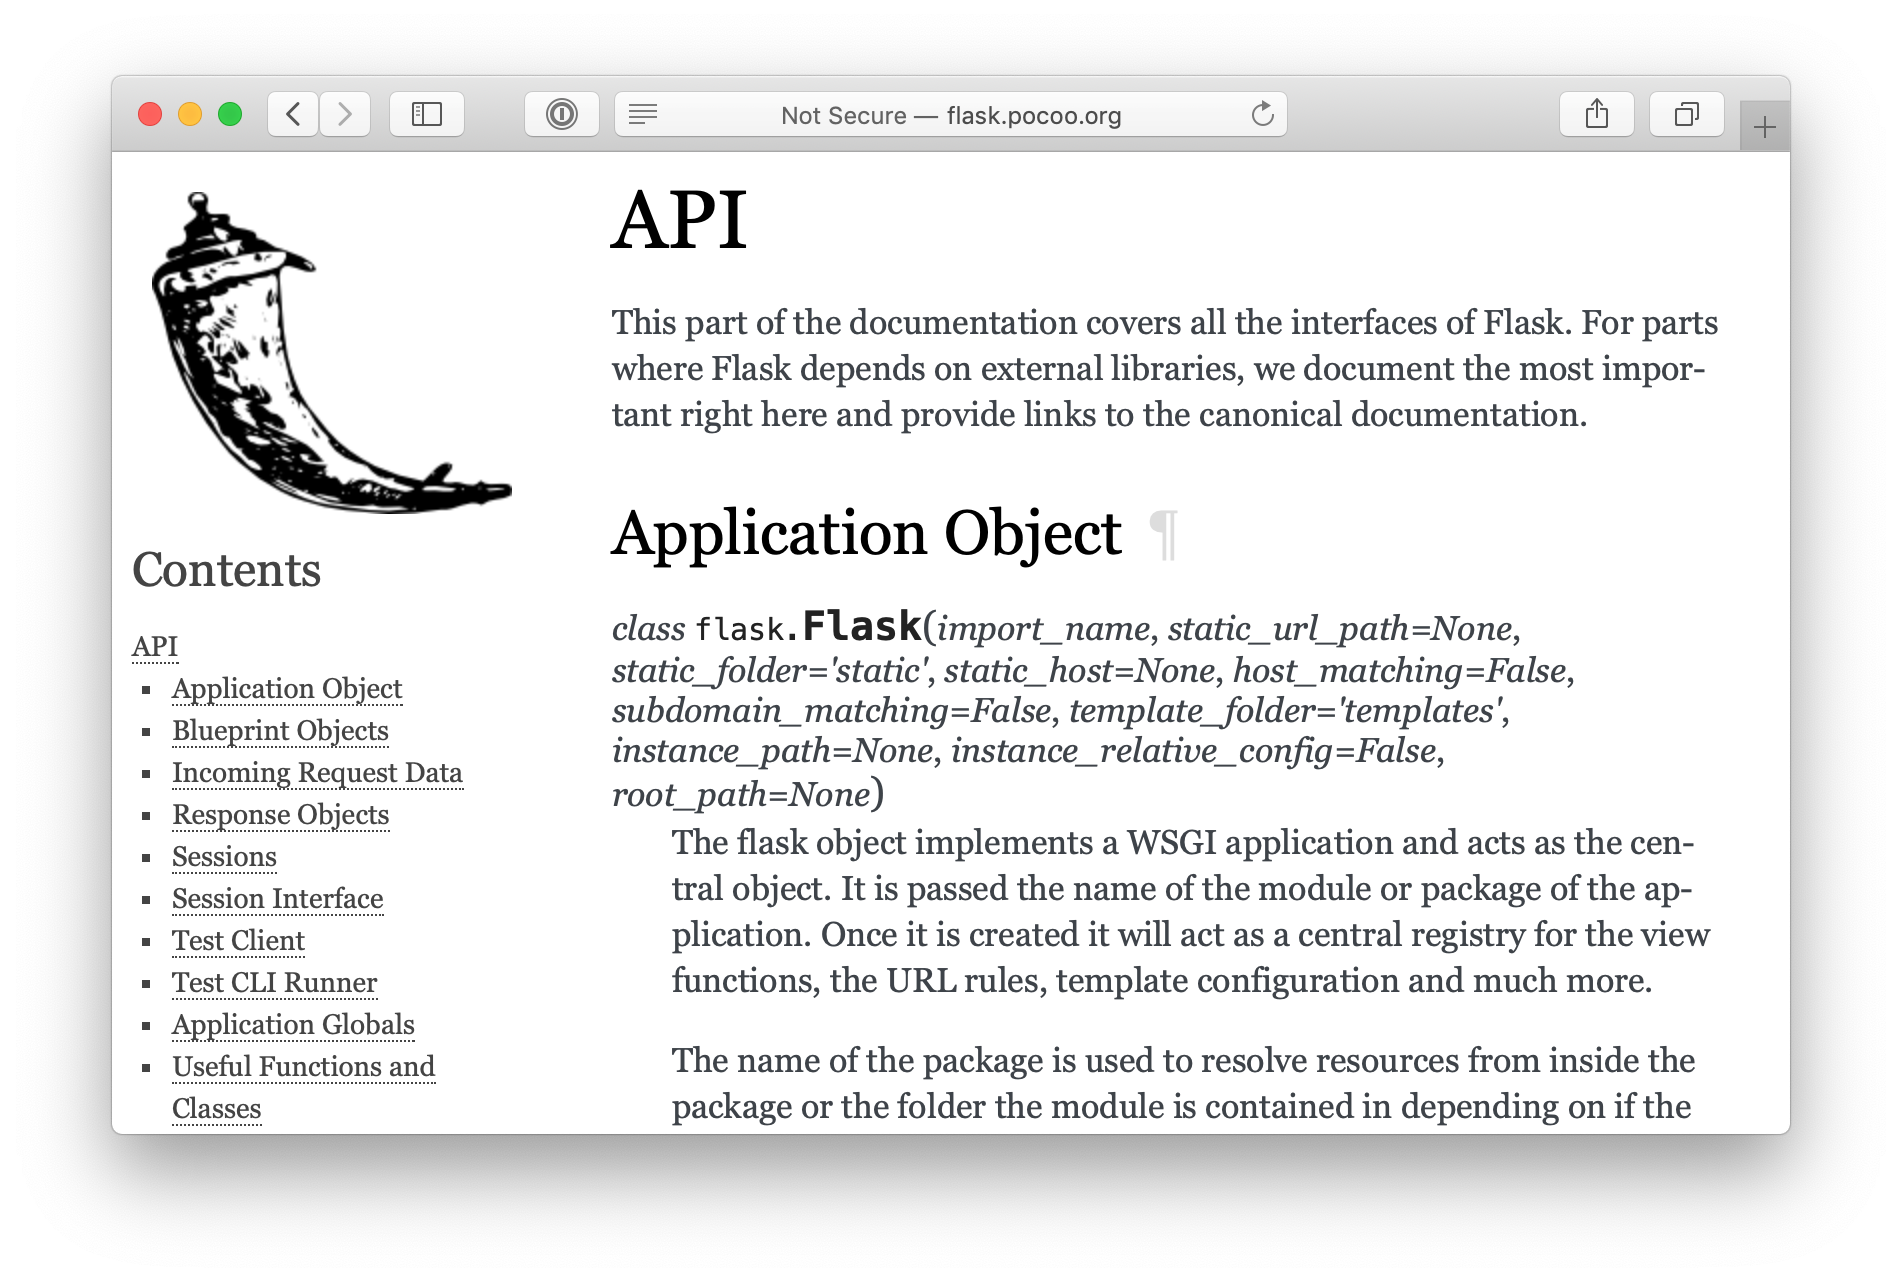 Not Secure — flask.pocoo.org
Contents
API
Application Object
Blueprint Objects
Incoming Request Data
Response Objects
Sessions
Session Interface
Test Client
Test CLI Runner
Application Globals
Useful Functions and
Classes
API
This part of the documentation covers all the interfaces of Flask. For parts
where Flask depends on external libraries, we document the most impor-
tant right here and provide links to the canonical documentation.
Application Object ¶
class flask.Flask(import_name, static_url_path=None,
static_folder='static', static_host=None, host_matching=False,
subdomain_matching=False, template_folder='templates',
instance_path=None, instance_relative_config=False,
root_path=None)
The flask object implements a WSGI application and acts as the cen-
tral object. It is passed the name of the module or package of the ap-
plication. Once it is created it will act as a central registry for the view
functions, the URL rules, template configuration and much more.
The name of the package is used to resolve resources from inside the
package or the folder the module is contained in depending on if the